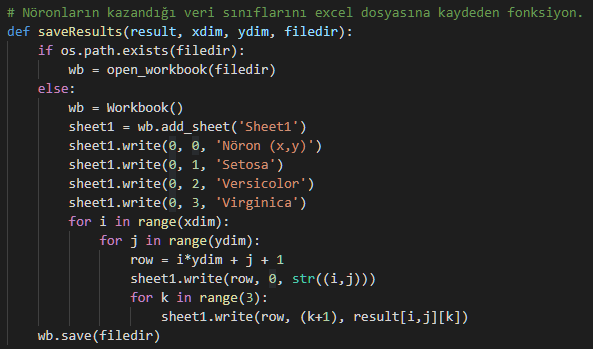 # Nöronların kazandığı veri sınıflarını excel dosyasına kaydeden fonksiyon.
def saveResults(result, xdim, ydim, filedir):
    if os.path.exists(filedir):
        wb = open_workbook(filedir)
    else:
        wb = Workbook()
        sheet1 = wb.add_sheet('Sheet1')
        sheet1.write(0, 0, 'Nöron (x,y)')
        sheet1.write(0, 1, 'Setosa')
        sheet1.write(0, 2, 'Versicolor')
        sheet1.write(0, 3, 'Virginica')
        for i in range(xdim):
            for j in range(ydim):
                row = i*ydim + j + 1
                sheet1.write(row, 0, str((i,j)))
                for k in range(3):
                    sheet1.write(row, (k+1), result[i,j][k])
    wb.save(filedir)